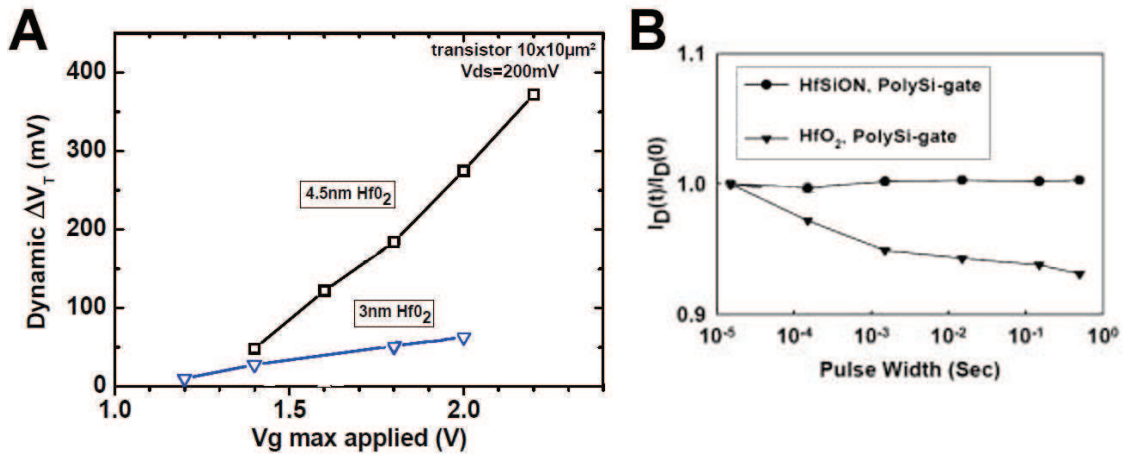 A
transistor 10x10µm²
Vds=200mV
Dynamic ΔV_T (mV)
400
300
200
100
0
4.5nm Hf0₂
3nm Hf0₂
1.0
1.5
2.0
Vg max applied (V)
B
1.1
1.0
0.9
HfSiON, PolySi-gate
HfO₂, PolySi-gate
I_D(t)/I_D(0)
10⁻⁵
10⁻⁴
10⁻³
10⁻²
10⁻¹
10⁰
Pulse Width (Sec)